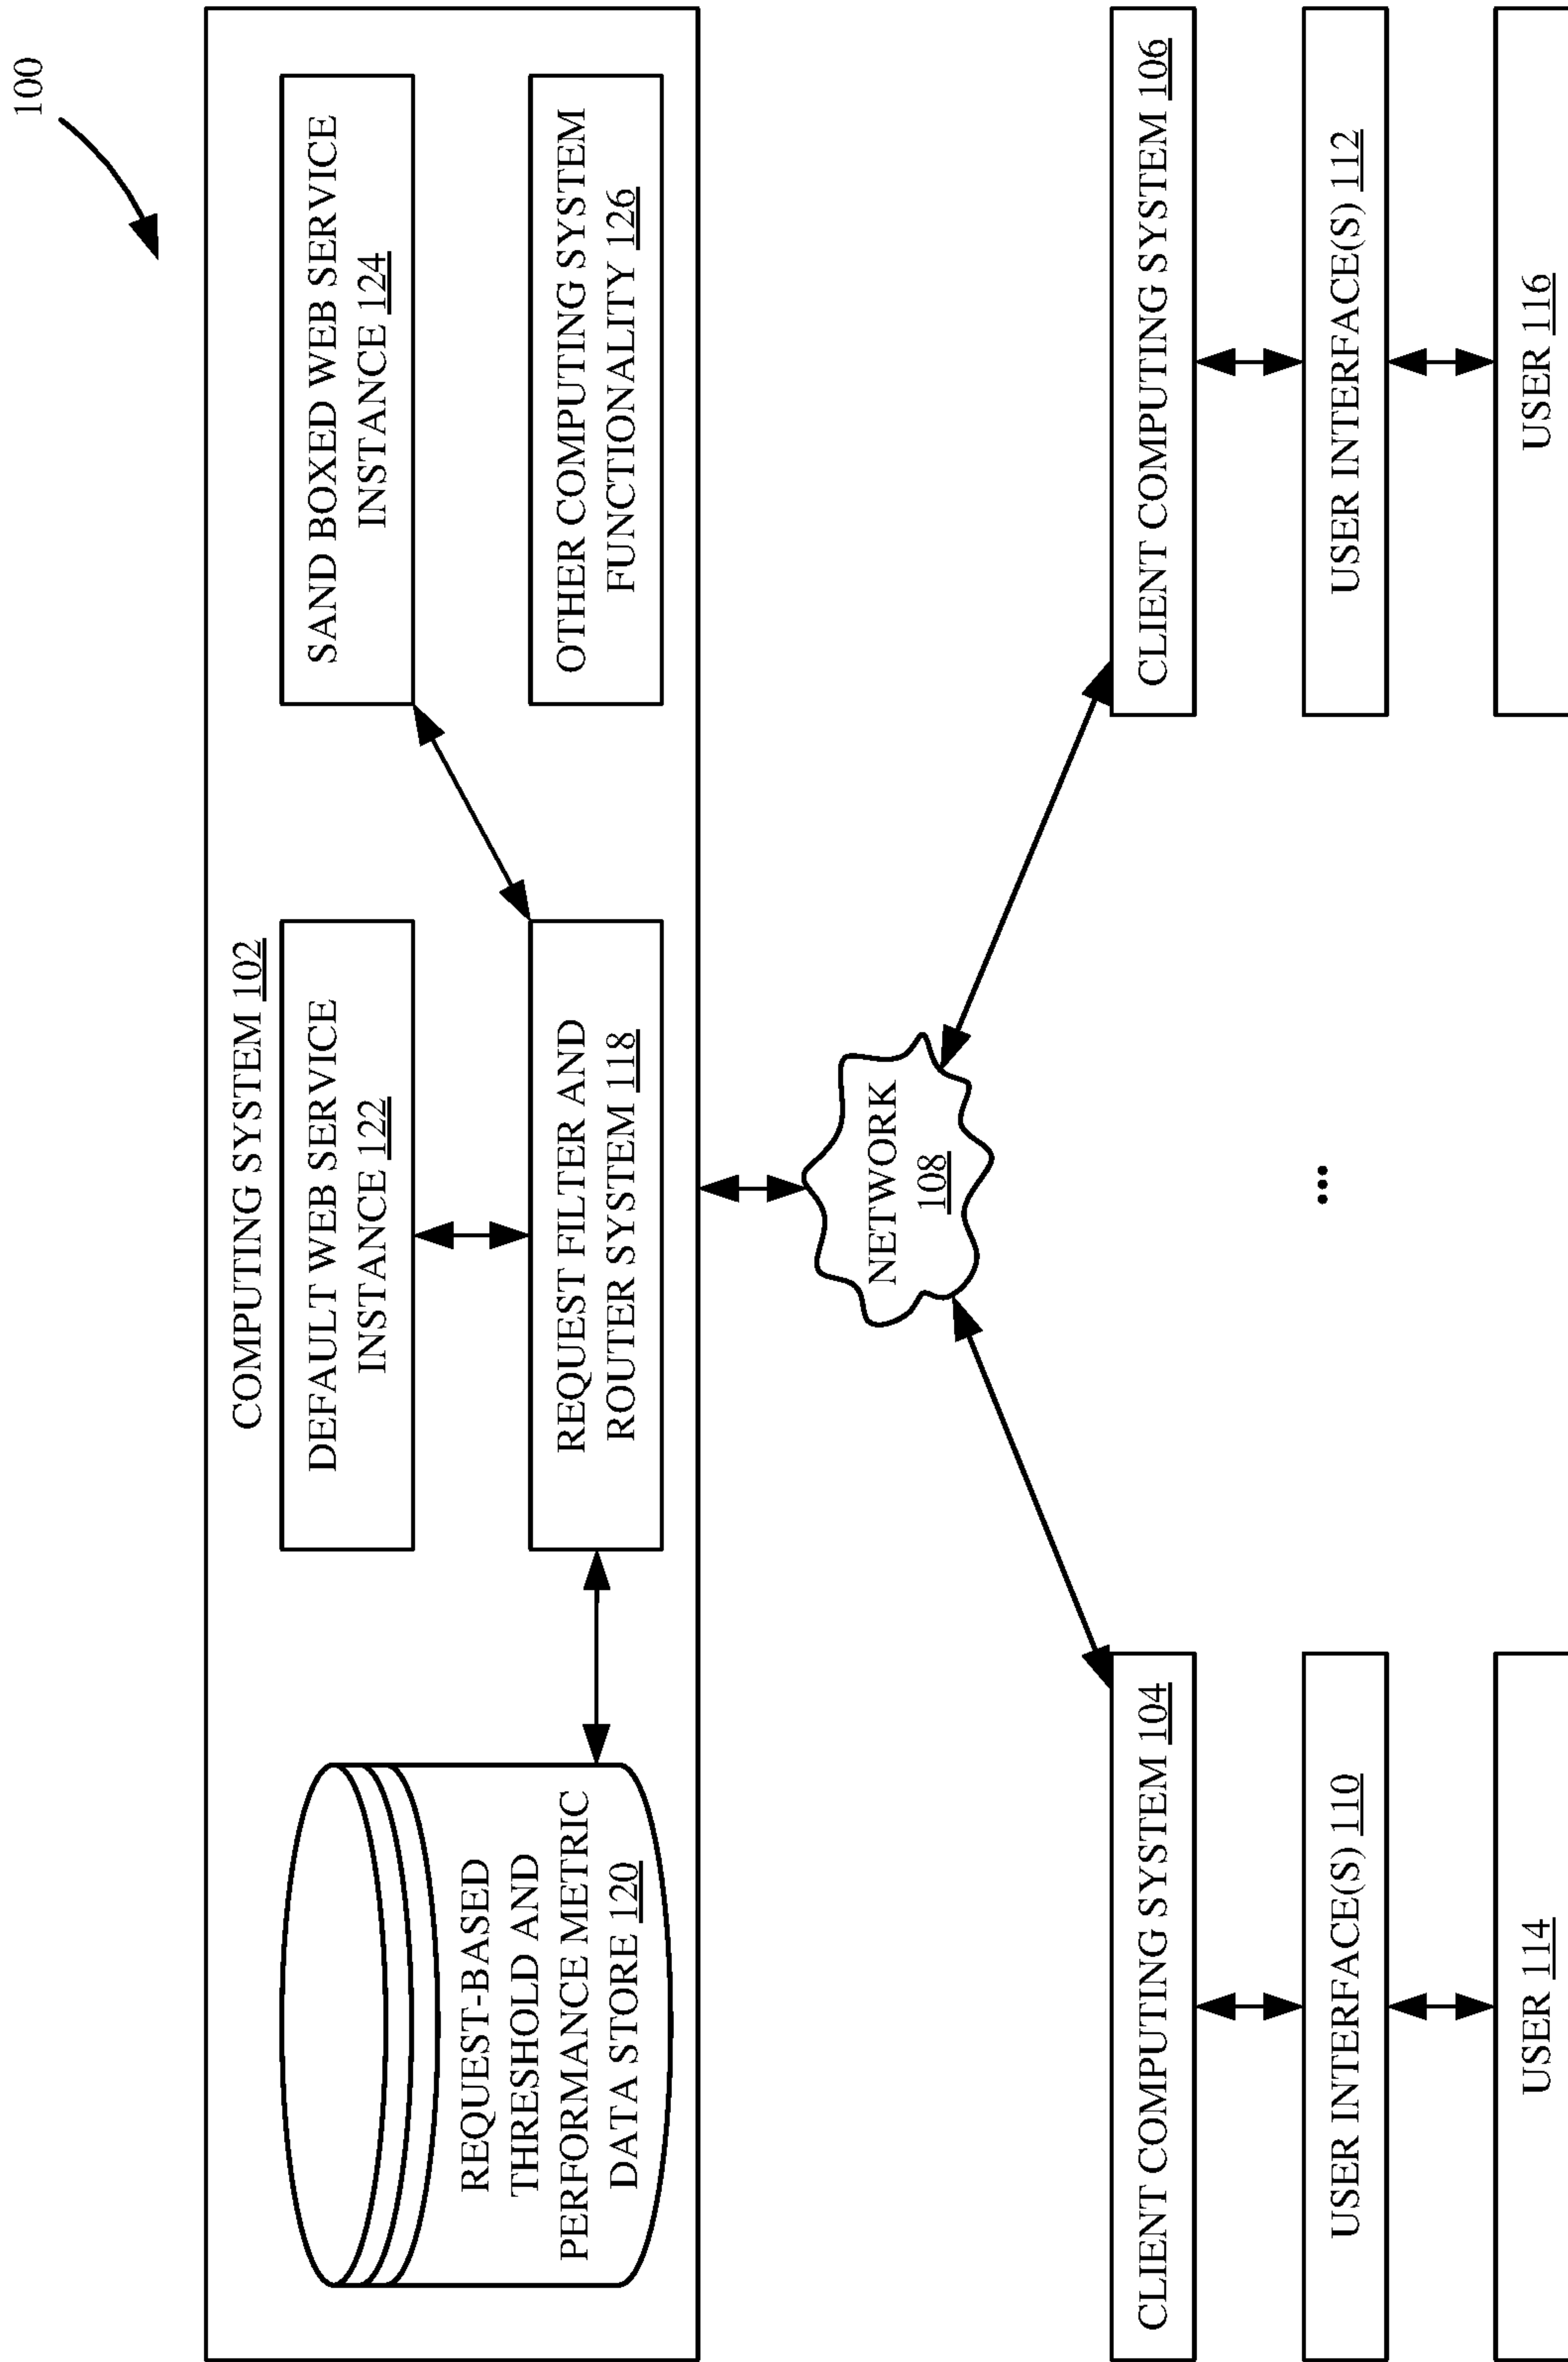 100
COMPUTING SYSTEM 102
REQUEST-BASED
THRESHOLD AND
PERFORMANCE METRIC
DATA STORE 120
DEFAULT WEB SERVICE
INSTANCE 122
SAND BOXED WEB SERVICE
INSTANCE 124
REQUEST FILTER AND
ROUTER SYSTEM 118
OTHER COMPUTING SYSTEM
FUNCTIONALITY 126
NETWORK
108
CLIENT COMPUTING SYSTEM 104
CLIENT COMPUTING SYSTEM 106
USER INTERFACE(S) 110
...
USER INTERFACE(S) 112
USER 114
USER 116